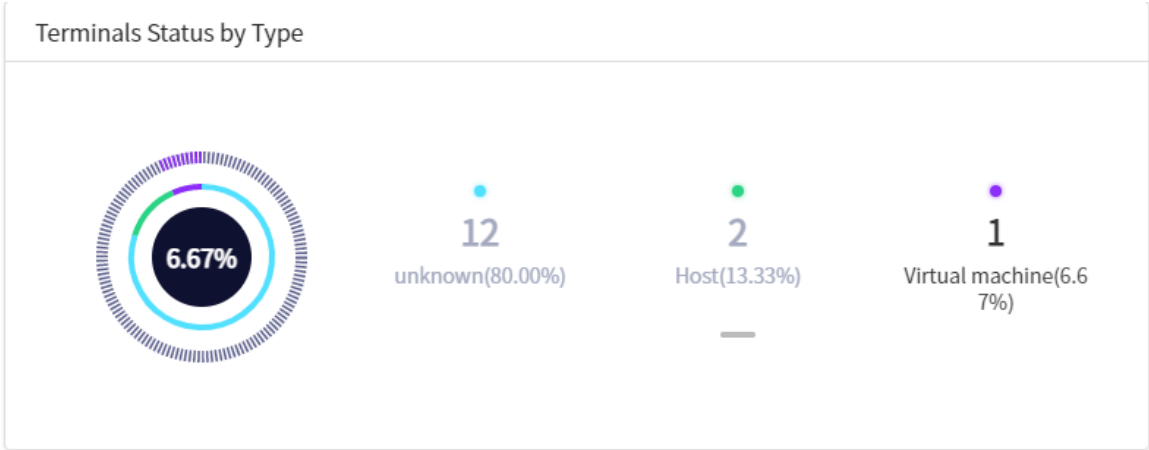 Terminals Status by Type
6.67%
12
unknown(80.00%)
2
Host(13.33%)
1
Virtual machine(6.6
7%)